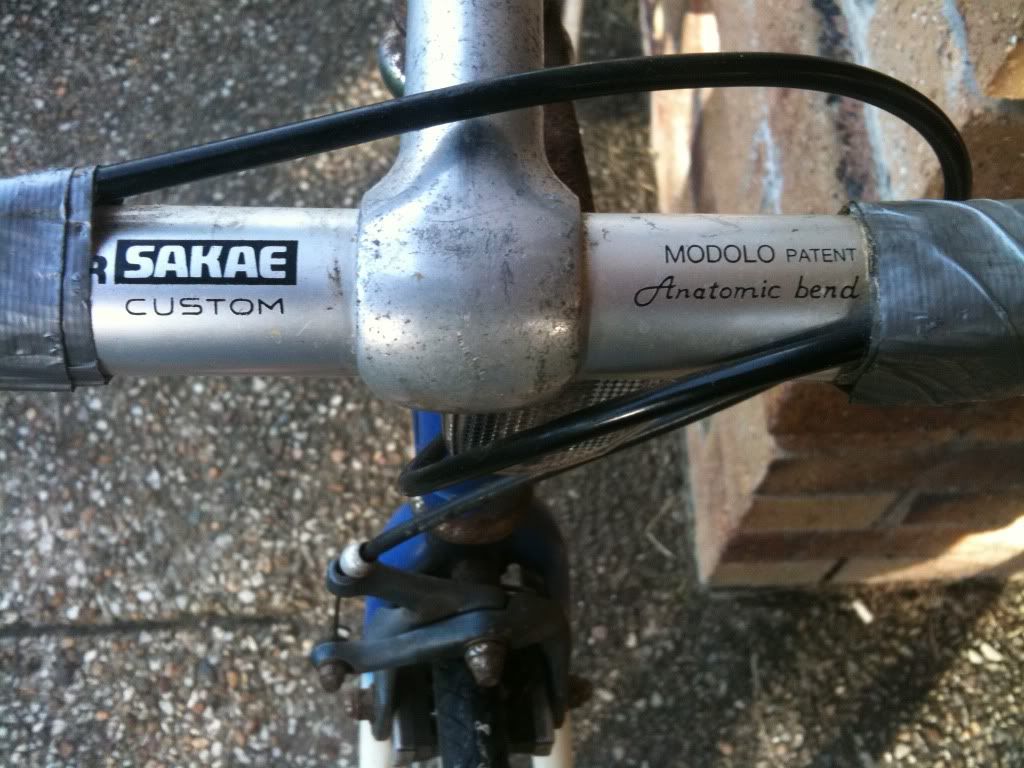 R SAKAE
CUSTOM
MODOLO PATENT
Anatomic bend